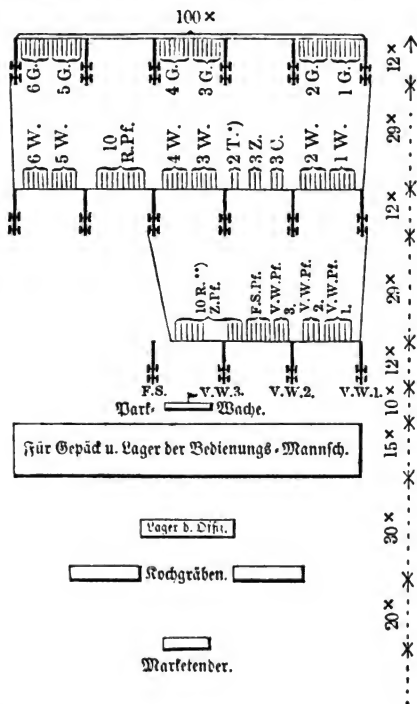 100×
6 G. 5 G. 4 G. 3 G. 2 G. 1 G.
12×
29×
6 W. 5 W. 10 R.Pf. 4 W. 3 W. 2 T.*) 3 Z. 3 C. 2 W. 1 W.
12×
29×
10 R.**) Z.Pf. F.S.Pf. V.W.Pf. 3. V.W.Pf. 2. V.W.Pf. 1.
12×
F.S. V.W.3. V.W.2. V.W.1.
Park- Wache.
10×
Für Gepäck u. Lager der Bedienungs-Mannsch.
15×
Lager d. Offiz.
30×
Kochgräben.
20×
Marketender.